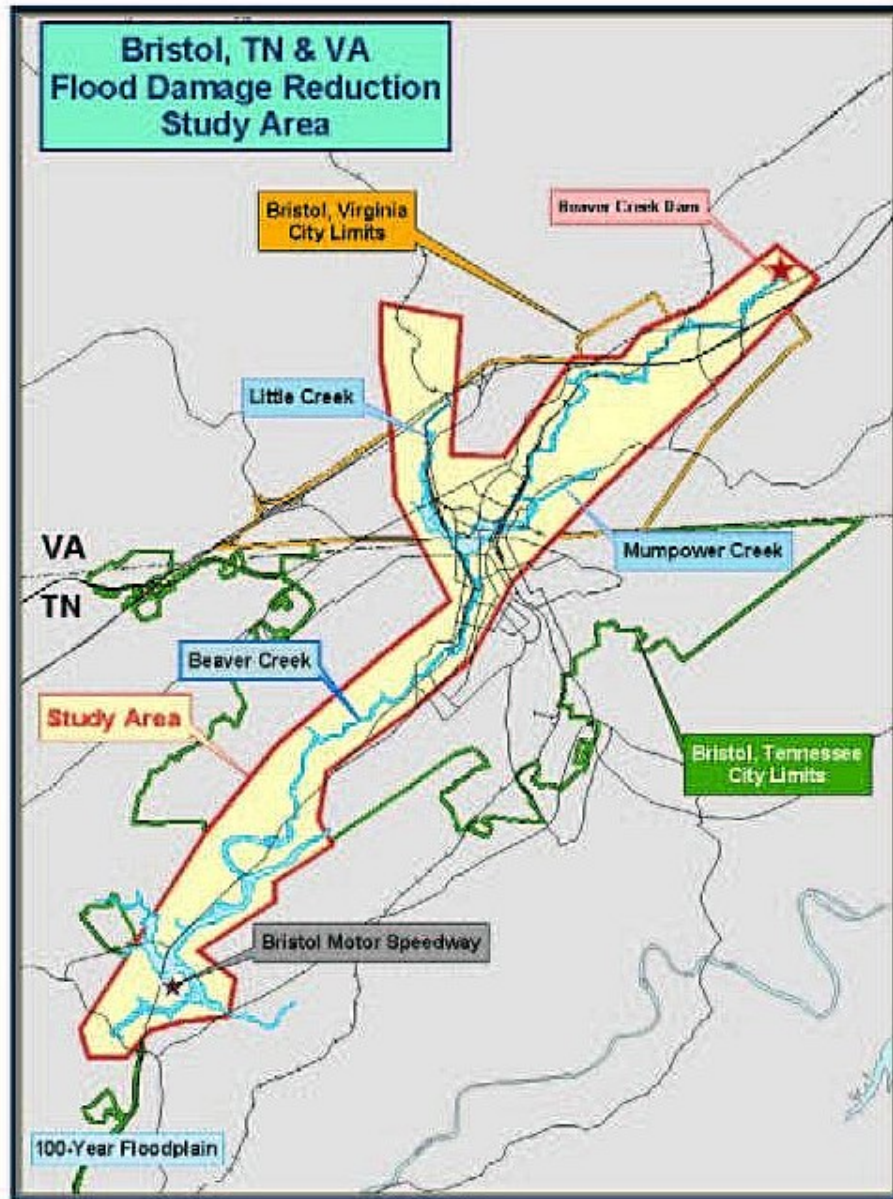 Bristol, TN & VA
Flood Damage Reduction
Study Area
Bristol, Virginia
City Limits
Beaver Creek Dam
Little Creek
VA
TN
Mumpower Creek
Beaver Creek
Study Area
Bristol, Tennessee
City Limits
Bristol Motor Speedway
100-Year Floodplain